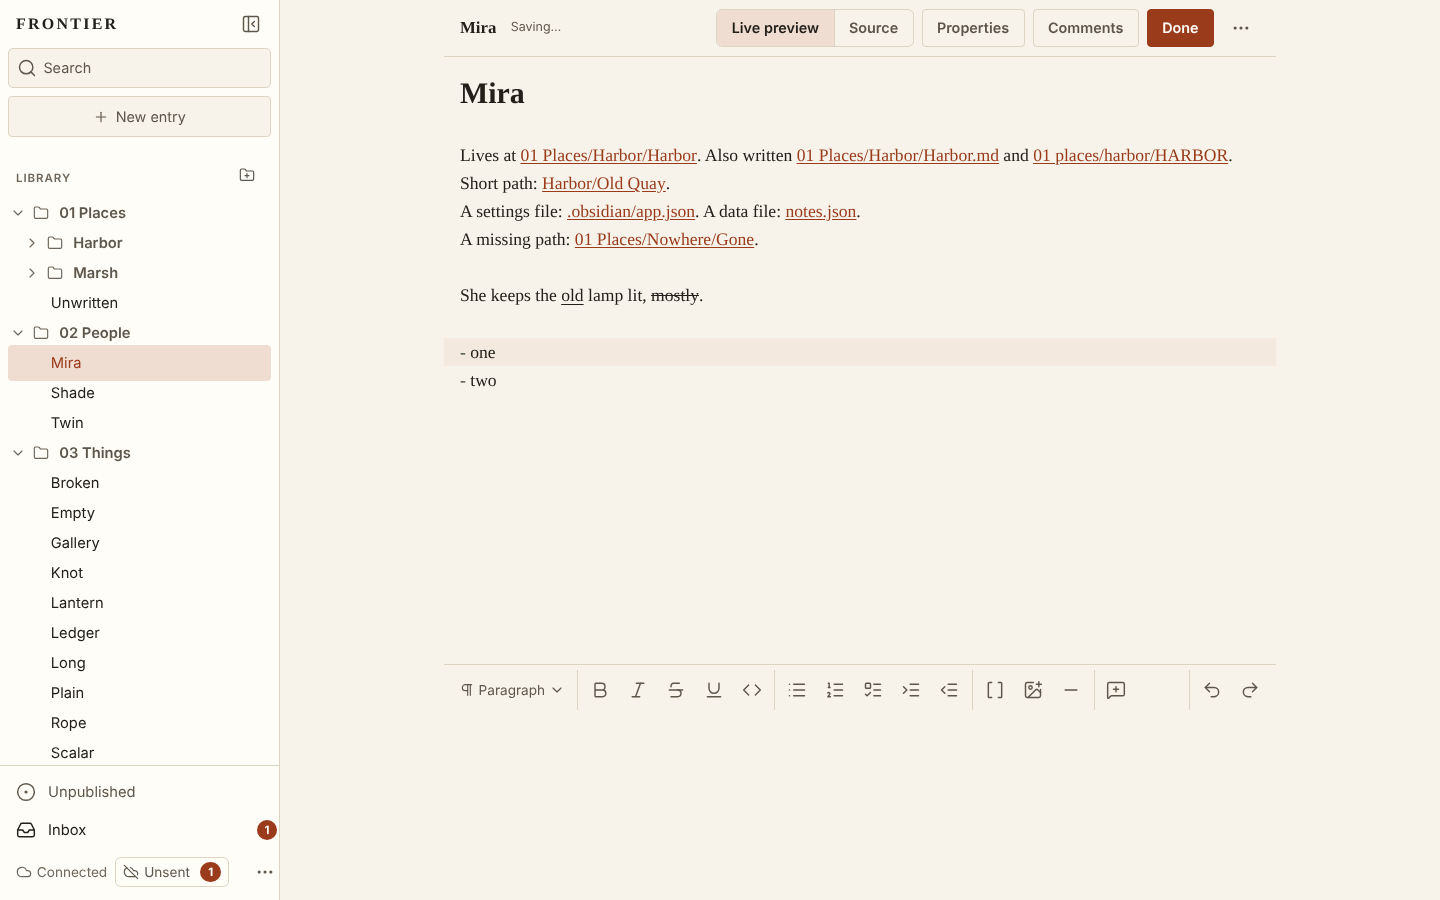 FRONTIER
Search
New entry
LIBRARY
01 Places
Harbor
Marsh
Unwritten
02 People
Mira
Shade
Twin
03 Things
Broken
Empty
Gallery
Knot
Lantern
Ledger
Long
Plain
Rope
Scalar
Unpublished
Inbox 1
Connected Unsent 1
Mira Saving... Live preview Source Properties Comments Done
Mira
Lives at 01 Places/Harbor/Harbor. Also written 01 Places/Harbor/Harbor.md and 01 places/harbor/HARBOR.
Short path: Harbor/Old Quay.
A settings file: .obsidian/app.json. A data file: notes.json.
A missing path: 01 Places/Nowhere/Gone.
She keeps the old lamp lit, mostly.
- one
- two
Paragraph